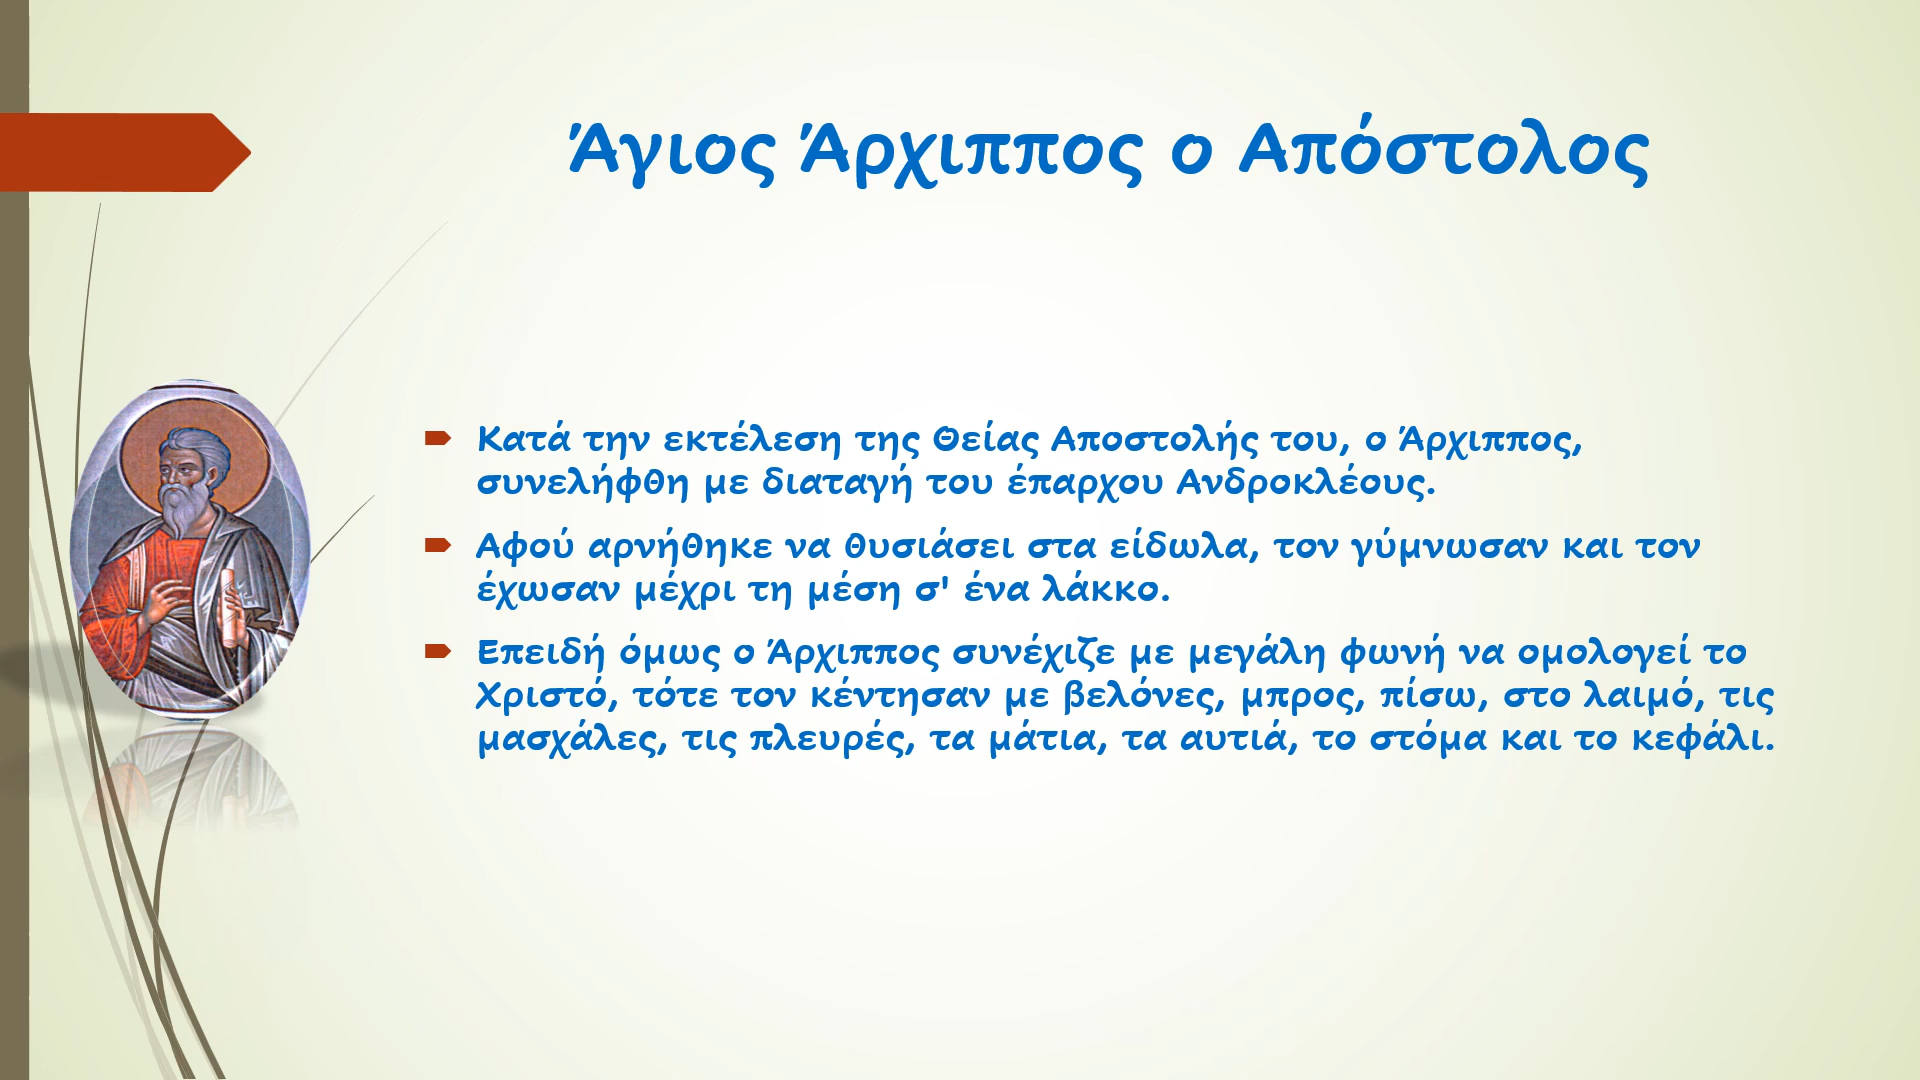 Άγιος Άρχιππος ο Απόστολος
Κατά την εκτέλεση της Θείας Αποστολής του, ο Άρχιππος,
συνελήφθη με διαταγή του έπαρχου Ανδροκλέους.
Αφού αρνήθηκε να θυσιάσει στα είδωλα, τον γύμνωσαν και τον
έχωσαν μέχρι τη μέση σ' ένα λάκκο.
Επειδή όμως ο Άρχιππος συνέχιζε με μεγάλη φωνή να ομολογεί το
Χριστό, τότε τον κέντησαν με βελόνες, μπρος, πίσω, στο λαιμό, τις
μασχάλες, τις πλευρές, τα μάτια, τα αυτιά, το στόμα και το κεφάλι.